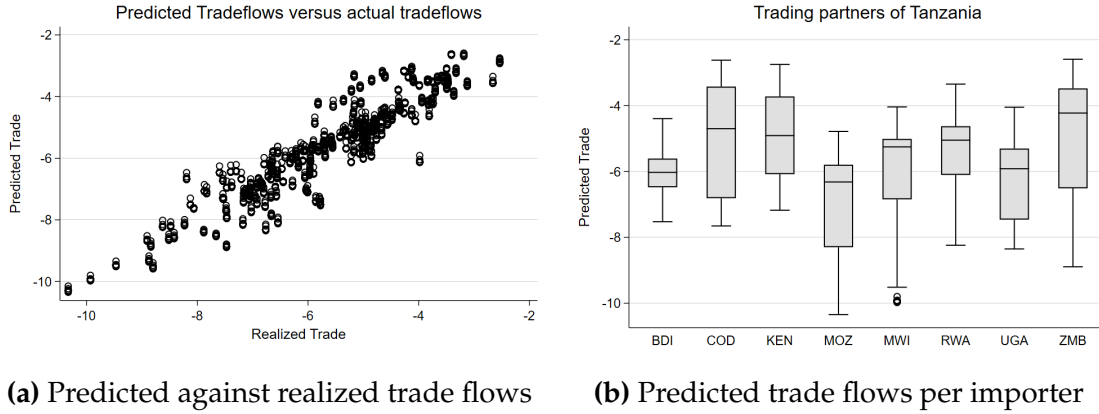 Predicted Tradeflows versus actual tradeflows
Predicted Trade
-2
-4
-6
-8
-10
-10 -8 -6 -4 -2
Realized Trade
(a) Predicted against realized trade flows
Trading partners of Tanzania
Predicted Trade
-2
-4
-6
-8
-10
BDI COD KEN MOZ MWI RWA UGA ZMB
(b) Predicted trade flows per importer